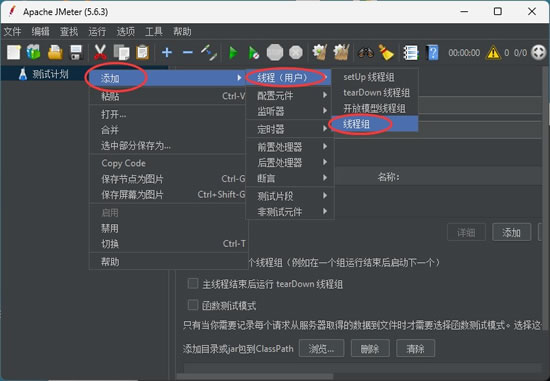 Apache JMeter (5.6.3)
文件 编辑 查找 运行 选项 工具 帮助
00:00:00 0 0/0
测试计划
添加
粘贴 Ctrl-V
打开...
合并
选中部分保存为...
Copy Code
保存节点为图片 Ctrl-G
保存屏幕为图片 Ctrl+Shift-G
启用
禁用
切换 Ctrl-T
帮助
线程（用户）
配置元件
监听器
定时器
前置处理器
后置处理器
断言
测试片段
非测试元件
setUp 线程组
tearDown 线程组
开放模型线程组
线程组
名称:
详细 添加
个线程组（例如在一个组运行结束后启动下一个）
主线程结束后运行 tearDown 线程组
函数测试模式
只有当你需要记录每个请求从服务器取得的数据到文件时才需要选择函数测试模式。选择这
添加目录或jar包到ClassPath 浏览... 删除 清除